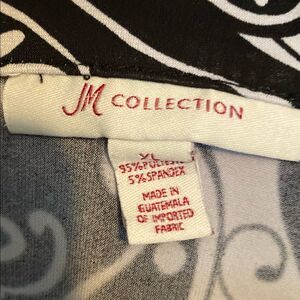 JM COLLECTION
5% SPANDEX
MADE IN
GUATEMALA
OF IMPORTED
FABRIC